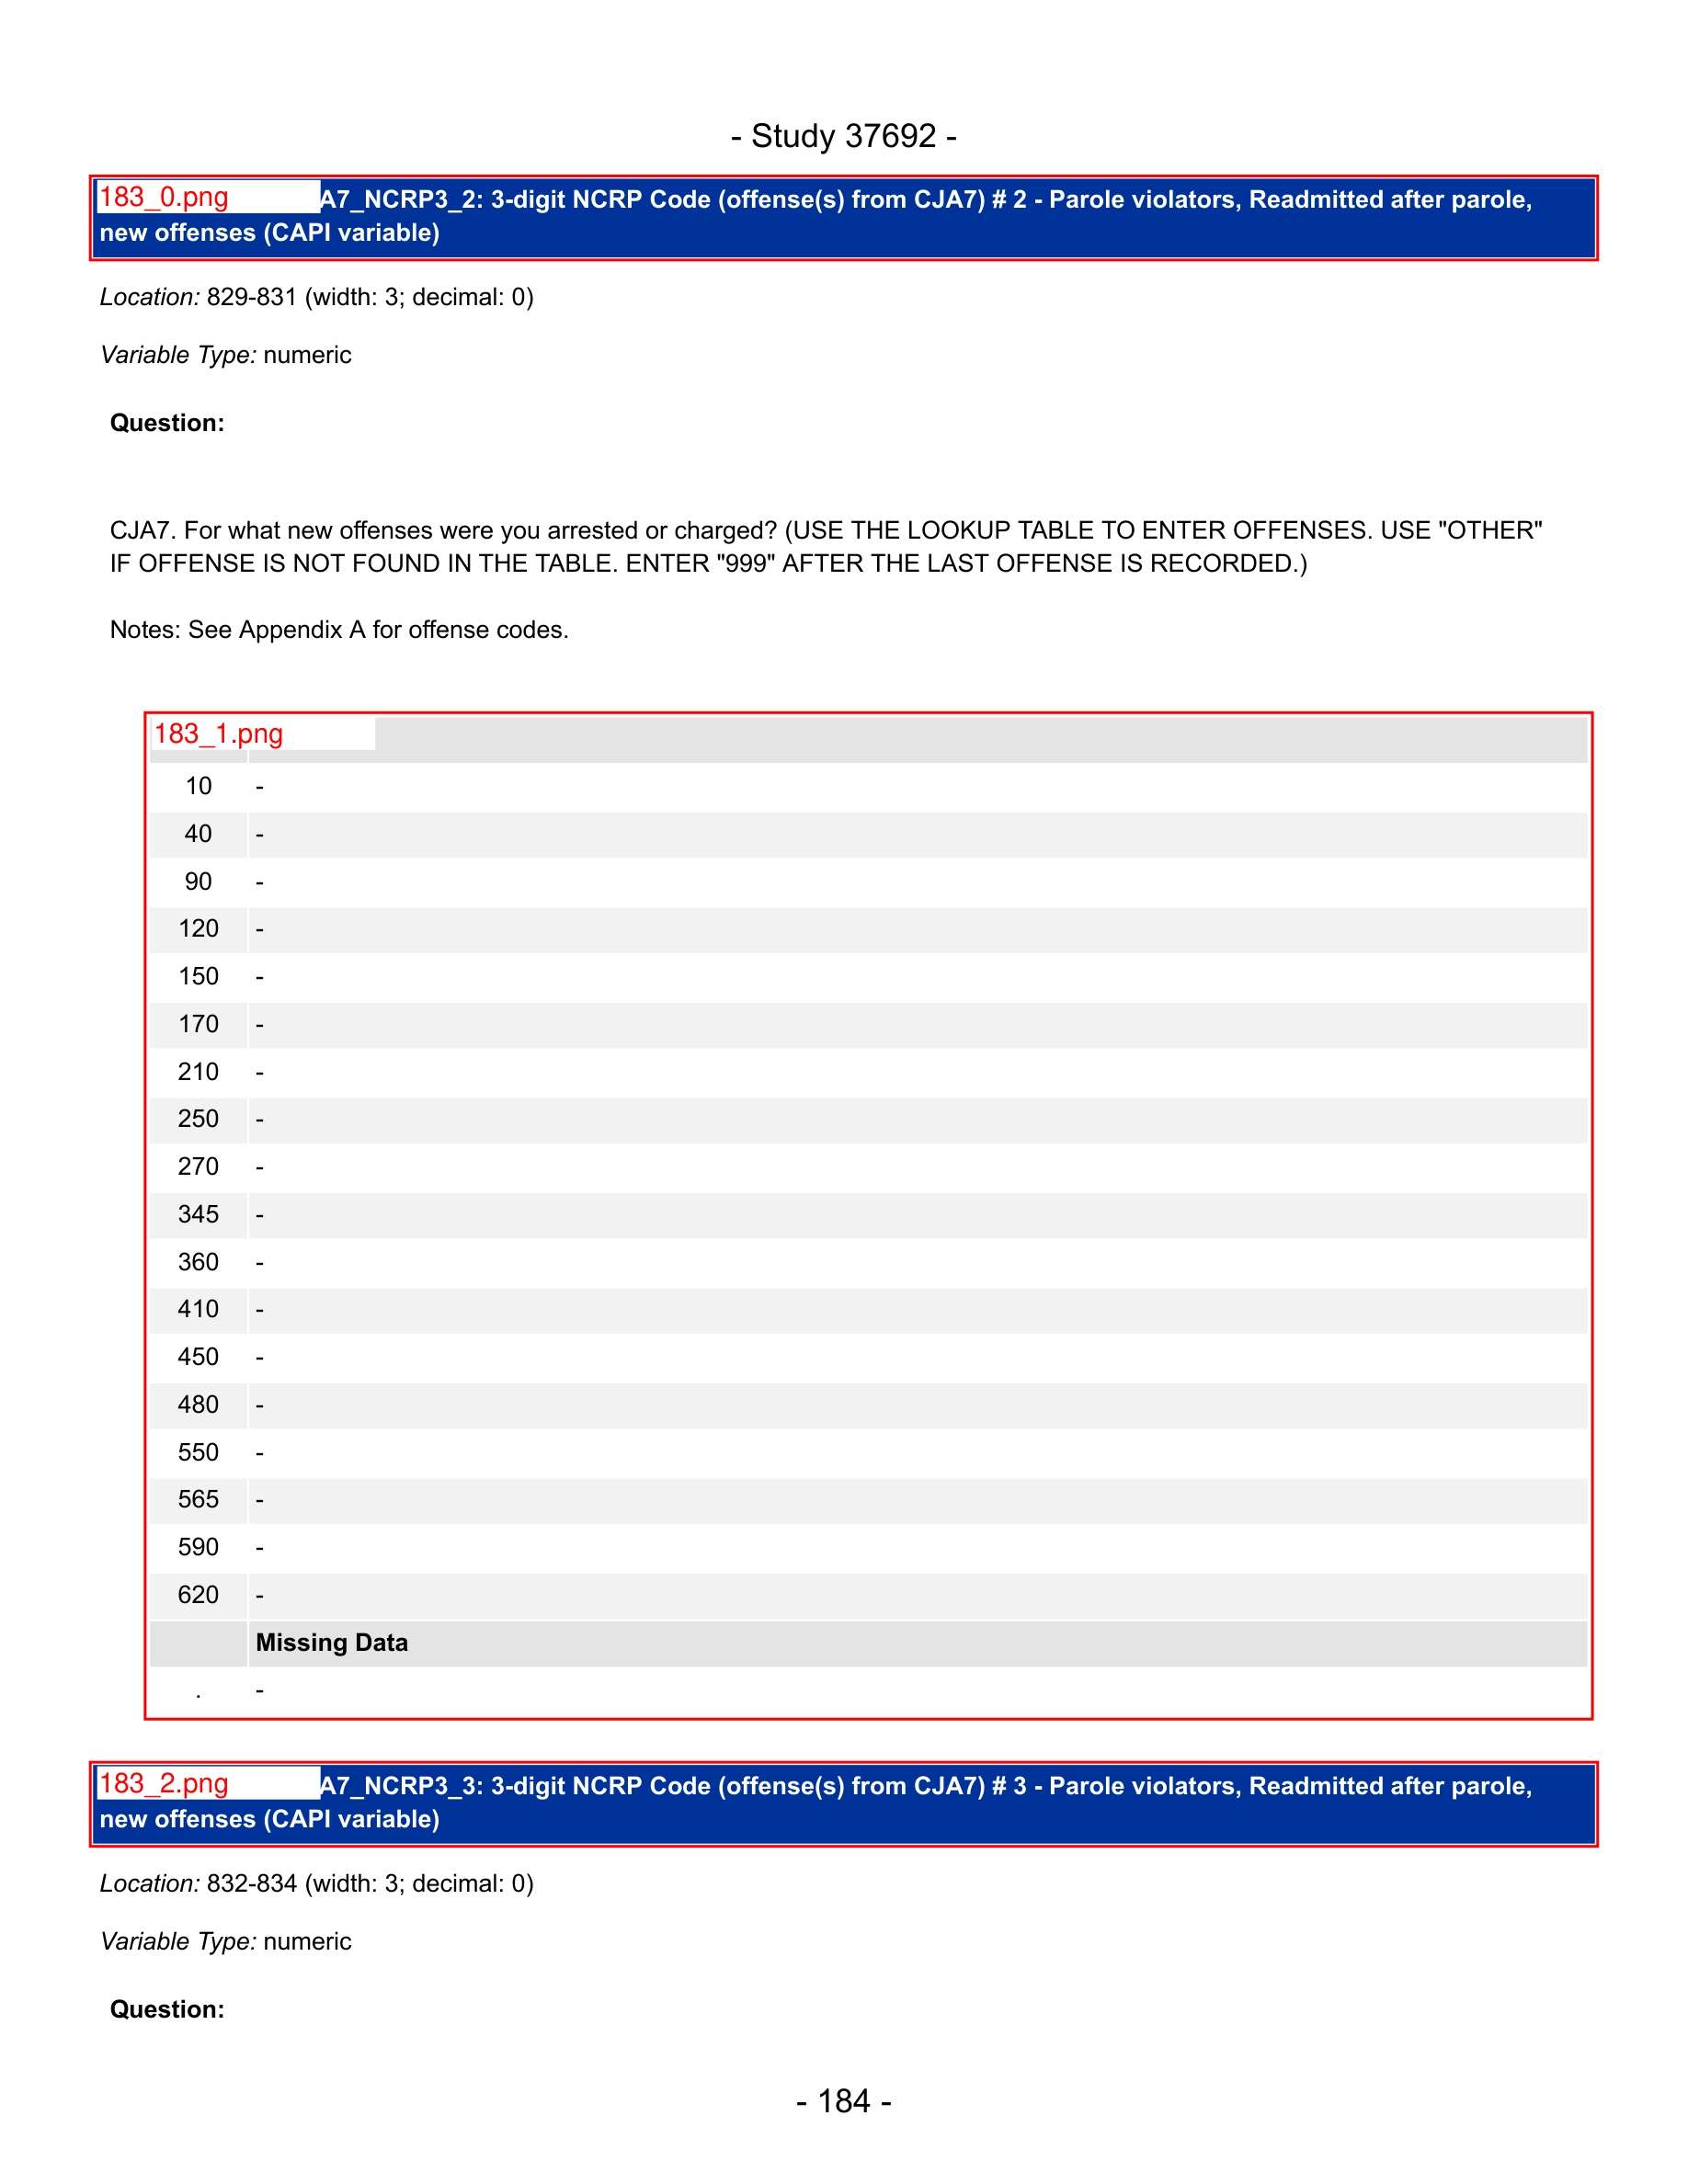 - Study 37692 -
183_0.png A7_NCRP3_2: 3-digit NCRP Code (offense(s) from CJA7) # 2 - Parole violators, Readmitted after parole,
new offenses (CAPI variable)
Location: 829-831 (width: 3; decimal: 0)
Variable Type: numeric
Question:
CJA7. For what new offenses were you arrested or charged? (USE THE LOOKUP TABLE TO ENTER OFFENSES. USE "OTHER"
IF OFFENSE IS NOT FOUND IN THE TABLE. ENTER "999" AFTER THE LAST OFFENSE IS RECORDED.)
Notes: See Appendix A for offense codes.
183_1.png
10 -
40 -
90 -
120 -
150 -
170 -
210 -
250 -
270 -
345 -
360 -
410 -
450 -
480 -
550 -
565 -
590 -
620 -
Missing Data
. -
183_2.png A7_NCRP3_3: 3-digit NCRP Code (offense(s) from CJA7) # 3 - Parole violators, Readmitted after parole,
new offenses (CAPI variable)
Location: 832-834 (width: 3; decimal: 0)
Variable Type: numeric
Question:
- 184 -